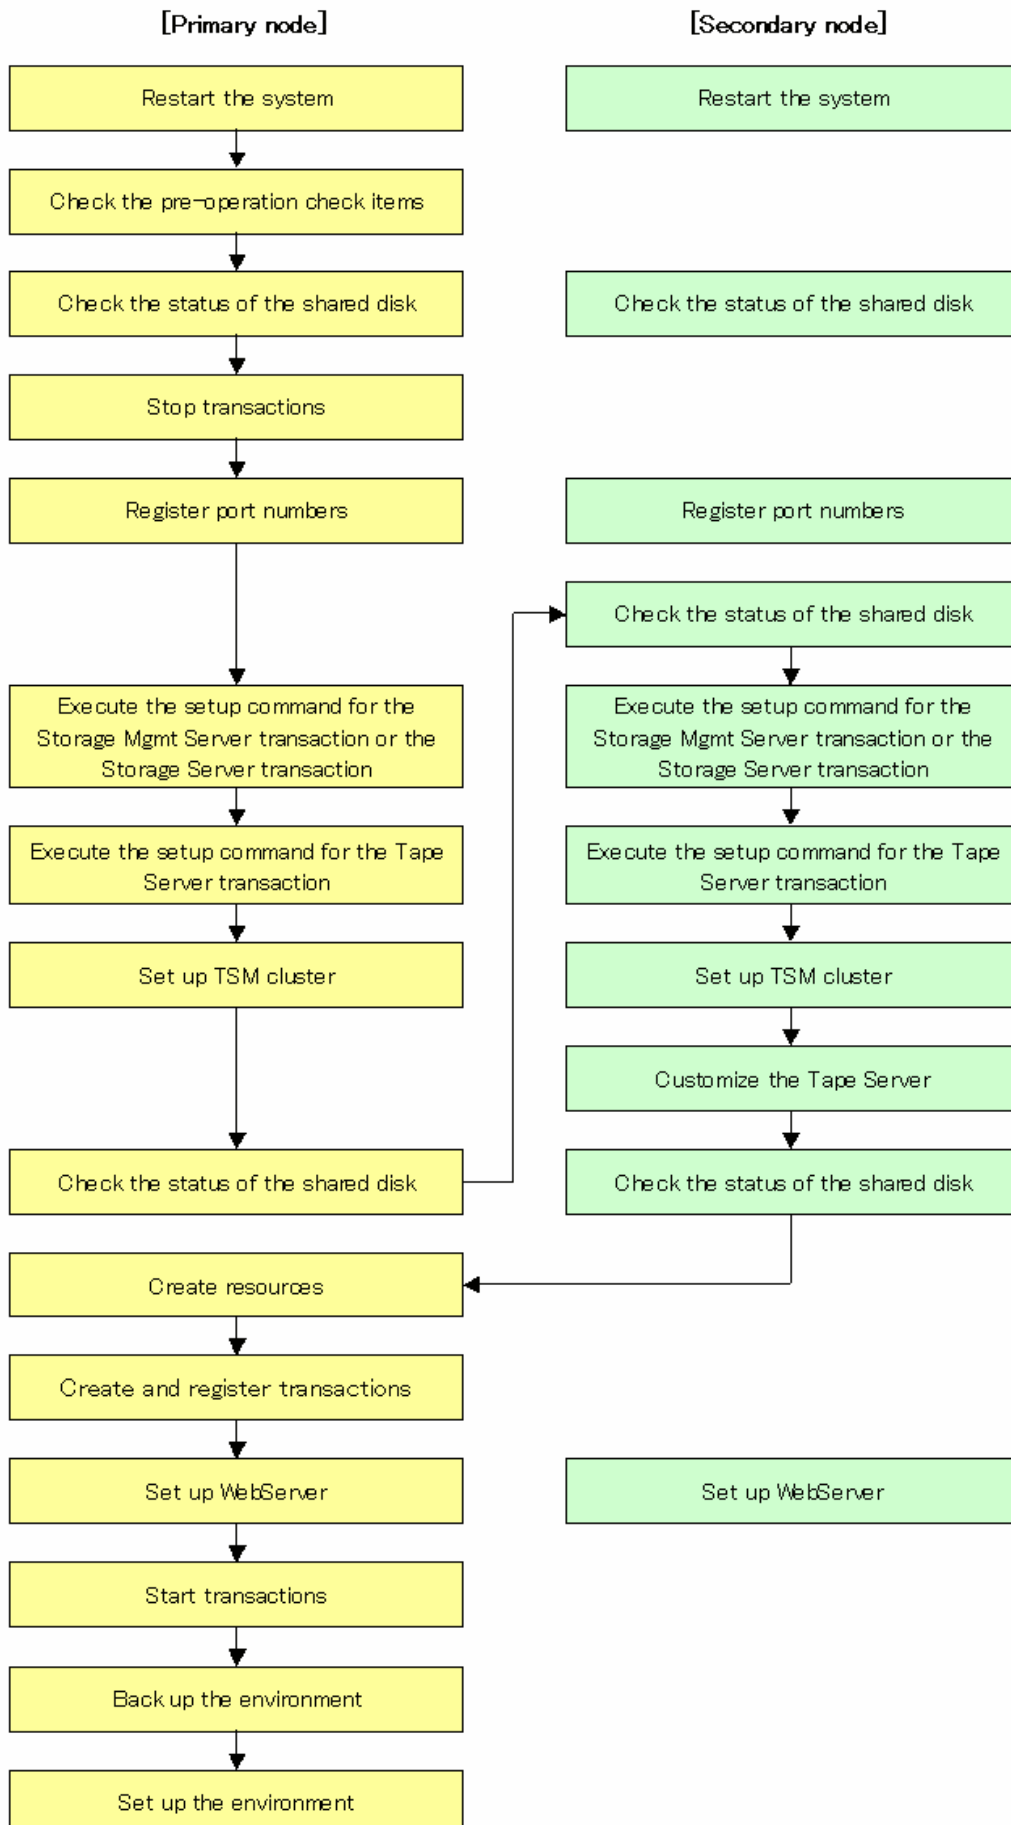 [Primary node]
[Secondary node]
Restart the system
Restart the system
Check the pre-operation check items
Check the status of the shared disk
Check the status of the shared disk
Stop transactions
Register port numbers
Register port numbers
Check the status of the shared disk
Execute the setup command for the
Storage Mgmt Server transaction or the
Storage Server transaction
Execute the setup command for the
Storage Mgmt Server transaction or the
Storage Server transaction
Execute the setup command for the Tape
Server transaction
Execute the setup command for the Tape
Server transaction
Set up TSM cluster
Set up TSM cluster
Customize the Tape Server
Check the status of the shared disk
Check the status of the shared disk
Create resources
Create and register transactions
Set up WebServer
Set up WebServer
Start transactions
Back up the environment
Set up the environment